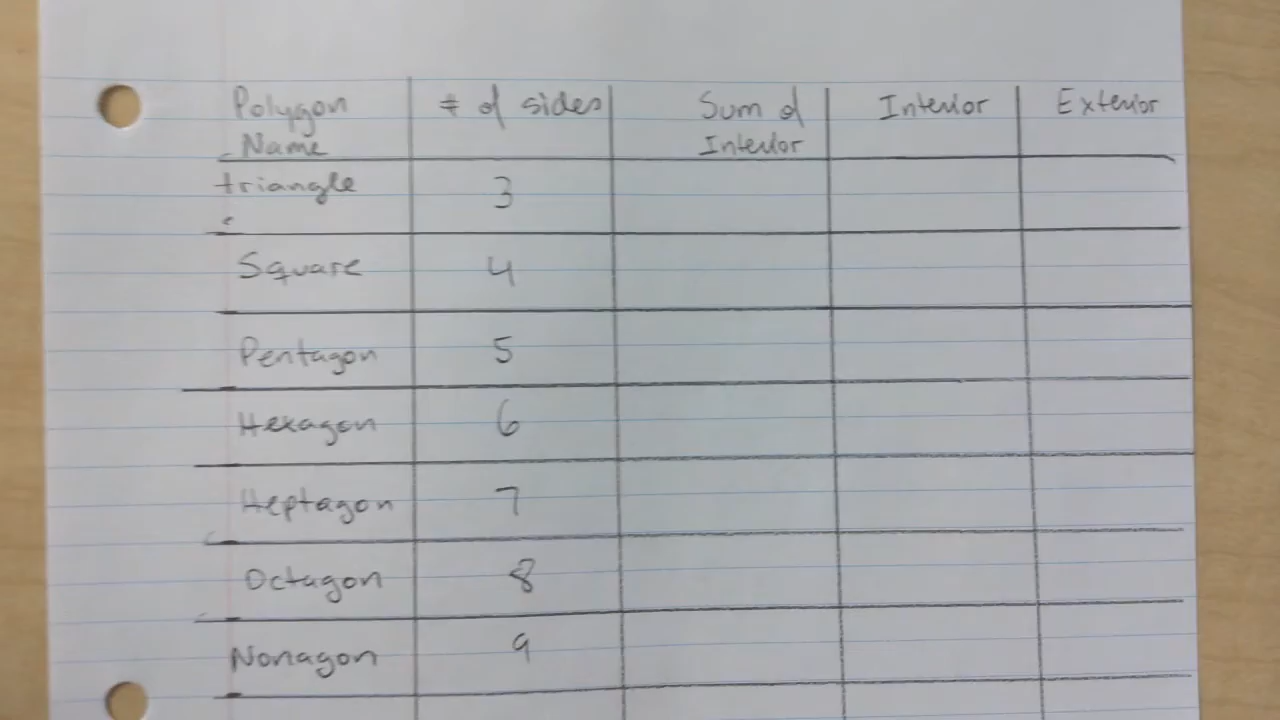 Polygon Name # of sides Sum of Interior Interior Exterior
triangle 3
Square 4
Pentagon 5
Hexagon 6
Heptagon 7
Octagon 8
Nonagon 9